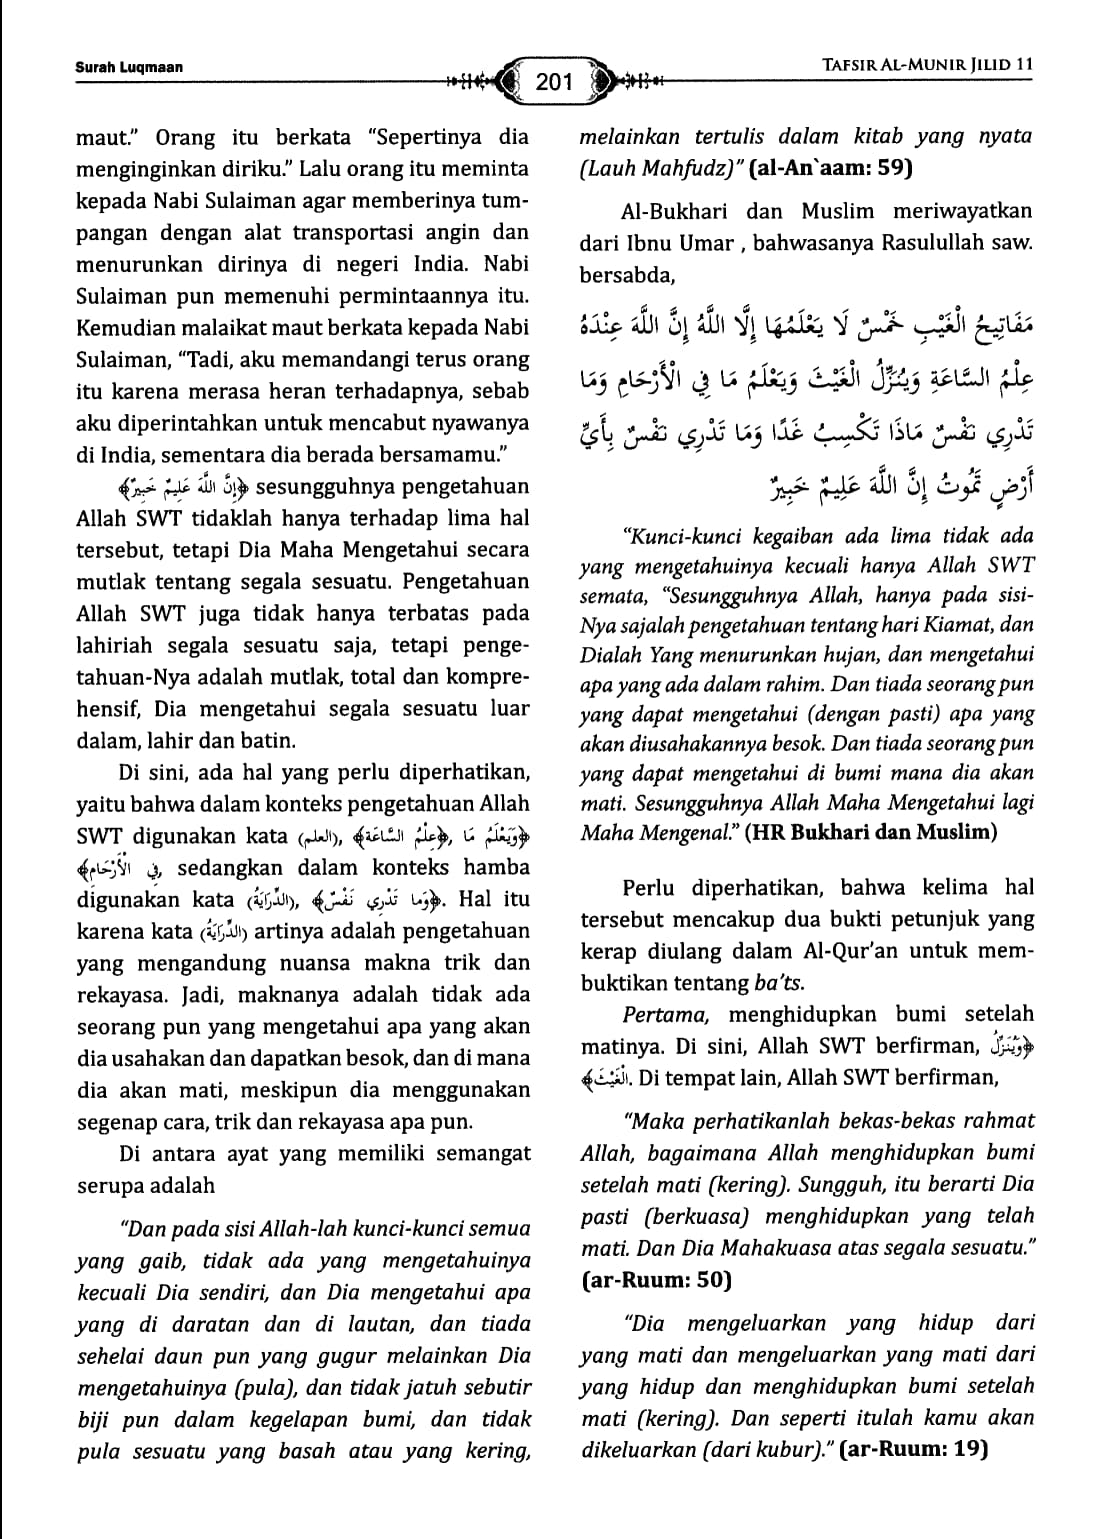 Surah Luqmaan
201
TAFSIR AL-MUNIR JILID 11
maut.” Orang itu berkata “Sepertinya dia
menginginkan diriku.” Lalu orang itu meminta
kepada Nabi Sulaiman agar memberinya tum-
pangan dengan alat transportasi angin dan
menurunkan dirinya di negeri India. Nabi
Sulaiman pun memenuhi permintaannya itu.
Kemudian malaikat maut berkata kepada Nabi
Sulaiman, “Tadi, aku memandangi terus orang
itu karena merasa heran terhadapnya, sebab
aku diperintahkan untuk mencabut nyawanya
di India, sementara dia berada bersamamu.”
﴿إِنَّ اللَّهَ عَلِيمٌ خَبِيرٌ﴾ sesungguhnya pengetahuan
Allah SWT tidaklah hanya terhadap lima hal
tersebut, tetapi Dia Maha Mengetahui secara
mutlak tentang segala sesuatu. Pengetahuan
Allah SWT juga tidak hanya terbatas pada
lahiriah segala sesuatu saja, tetapi penge-
tahuan-Nya adalah mutlak, total dan kompre-
hensif, Dia mengetahui segala sesuatu luar
dalam, lahir dan batin.
Di sini, ada hal yang perlu diperhatikan,
yaitu bahwa dalam konteks pengetahuan Allah
SWT digunakan kata (العلم), ﴿عِلْمُ السَّاعَةِ﴾, ﴿وَيَعْلَمُ مَا
فِي الْأَرْحَامِ﴾, sedangkan dalam konteks hamba
digunakan kata (الدِّرَايَةُ), ﴿وَمَا تَدْرِي نَفْسٌ﴾. Hal itu
karena kata (الدِّرَايَةُ) artinya adalah pengetahuan
yang mengandung nuansa makna trik dan
rekayasa. Jadi, maknanya adalah tidak ada
seorang pun yang mengetahui apa yang akan
dia usahakan dan dapatkan besok, dan di mana
dia akan mati, meskipun dia menggunakan
segenap cara, trik dan rekayasa apa pun.
Di antara ayat yang memiliki semangat
serupa adalah
“Dan pada sisi Allah-lah kunci-kunci semua
yang gaib, tidak ada yang mengetahuinya
kecuali Dia sendiri, dan Dia mengetahui apa
yang di daratan dan di lautan, dan tiada
sehelai daun pun yang gugur melainkan Dia
mengetahuinya (pula), dan tidak jatuh sebutir
biji pun dalam kegelapan bumi, dan tidak
pula sesuatu yang basah atau yang kering,
melainkan tertulis dalam kitab yang nyata
(Lauh Mahfudz)” (al-An`aam: 59)
Al-Bukhari dan Muslim meriwayatkan
dari Ibnu Umar , bahwasanya Rasulullah saw.
bersabda,
مَفَاتِيحُ الْغَيْبِ خَمْسٌ لَا يَعْلَمُهَا إِلَّا اللَّهُ إِنَّ اللَّهَ عِنْدَهُ
عِلْمُ السَّاعَةِ وَيُنَزِّلُ الْغَيْثَ وَيَعْلَمُ مَا فِي الْأَرْحَامِ وَمَا
تَدْرِي نَفْسٌ مَاذَا تَكْسِبُ غَدًا وَمَا تَدْرِي نَفْسٌ بِأَيِّ
أَرْضٍ تَمُوتُ إِنَّ اللَّهَ عَلِيمٌ خَبِيرٌ
“Kunci-kunci kegaiban ada lima tidak ada
yang mengetahuinya kecuali hanya Allah SWT
semata, “Sesungguhnya Allah, hanya pada sisi-
Nya sajalah pengetahuan tentang hari Kiamat, dan
Dialah Yang menurunkan hujan, dan mengetahui
apa yang ada dalam rahim. Dan tiada seorang pun
yang dapat mengetahui (dengan pasti) apa yang
akan diusahakannya besok. Dan tiada seorang pun
yang dapat mengetahui di bumi mana dia akan
mati. Sesungguhnya Allah Maha Mengetahui lagi
Maha Mengenal.” (HR Bukhari dan Muslim)
Perlu diperhatikan, bahwa kelima hal
tersebut mencakup dua bukti petunjuk yang
kerap diulang dalam Al-Qur’an untuk mem-
buktikan tentang ba’ts.
Pertama, menghidupkan bumi setelah
matinya. Di sini, Allah SWT berfirman, ﴿وَيُنَزِّلُ
الْغَيْثَ﴾. Di tempat lain, Allah SWT berfirman,
“Maka perhatikanlah bekas-bekas rahmat
Allah, bagaimana Allah menghidupkan bumi
setelah mati (kering). Sungguh, itu berarti Dia
pasti (berkuasa) menghidupkan yang telah
mati. Dan Dia Mahakuasa atas segala sesuatu.”
(ar-Ruum: 50)
“Dia mengeluarkan yang hidup dari
yang mati dan mengeluarkan yang mati dari
yang hidup dan menghidupkan bumi setelah
mati (kering). Dan seperti itulah kamu akan
dikeluarkan (dari kubur).” (ar-Ruum: 19)